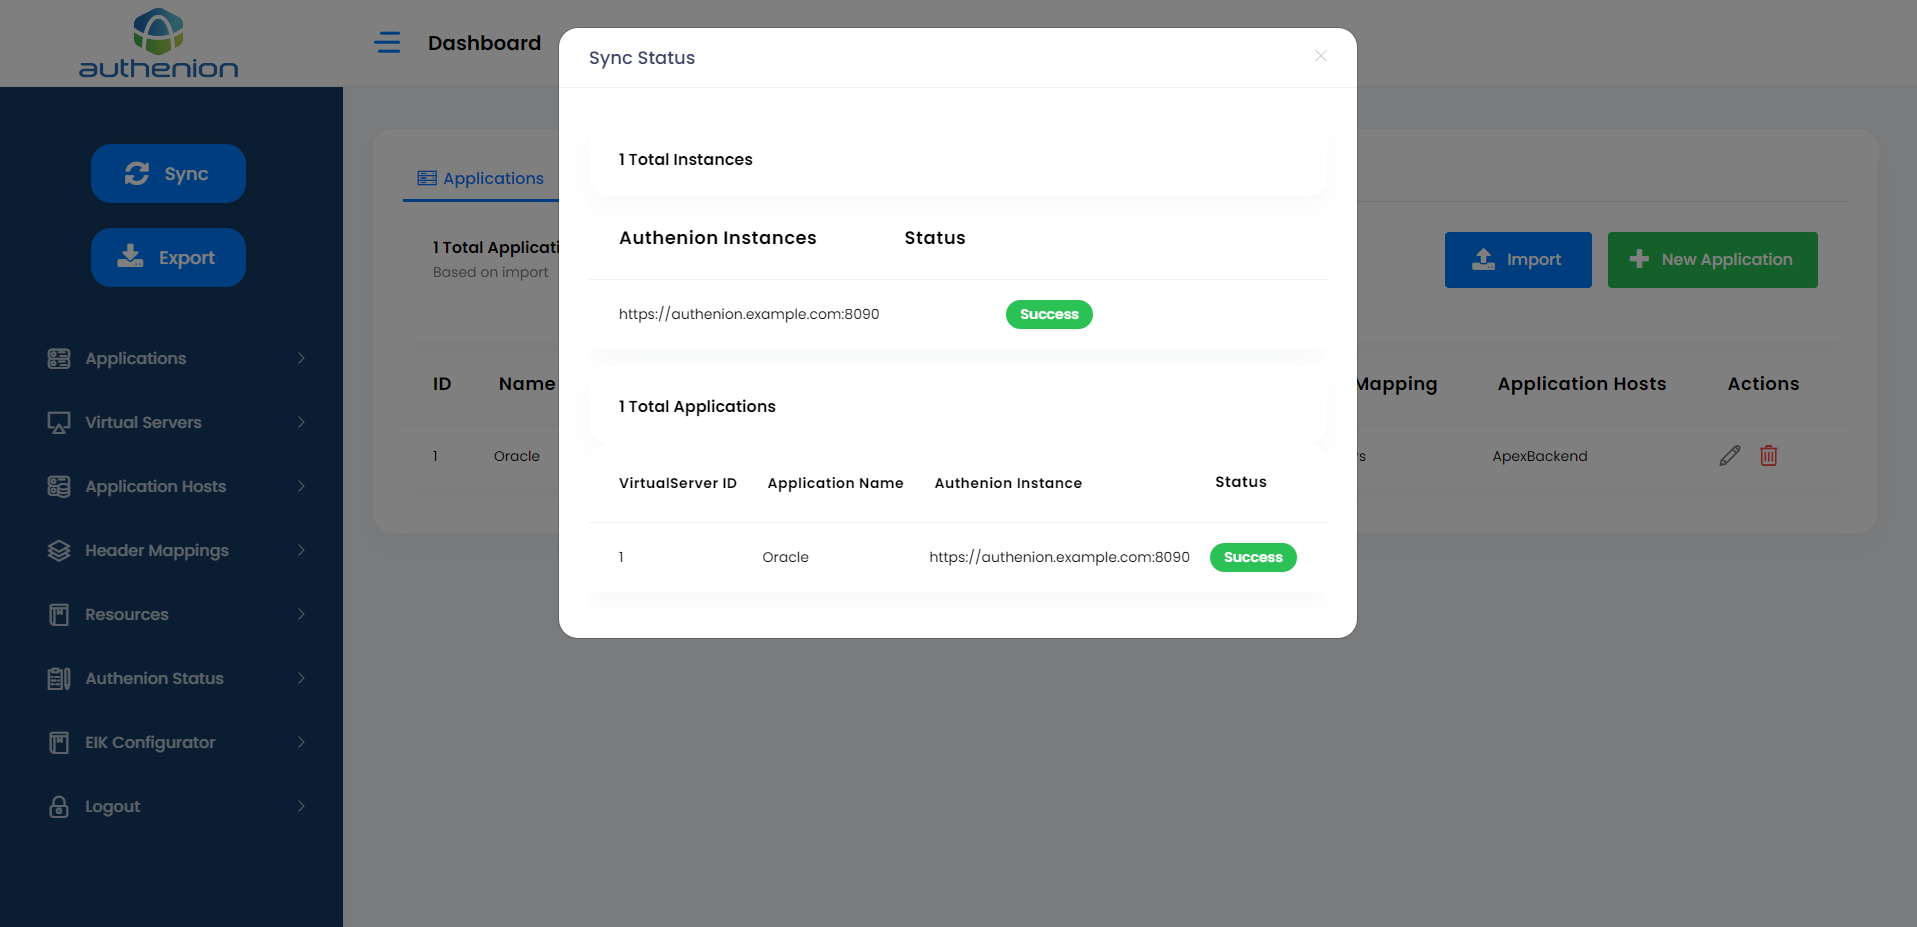 authenion
Dashboard
Sync
Export
Applications
Virtual Servers
Application Hosts
Header Mappings
Resources
Authenion Status
EIK Configurator
Logout
Applications
1 Total Applicati
Based on import
Import
New Application
ID Name Mapping Application Hosts Actions
1 Oracle rs ApexBackend
Sync Status
1 Total Instances
Authenion Instances Status
https://authenion.example.com:8090 Success
1 Total Applications
VirtualServer ID Application Name Authenion Instance Status
1 Oracle https://authenion.example.com:8090 Success